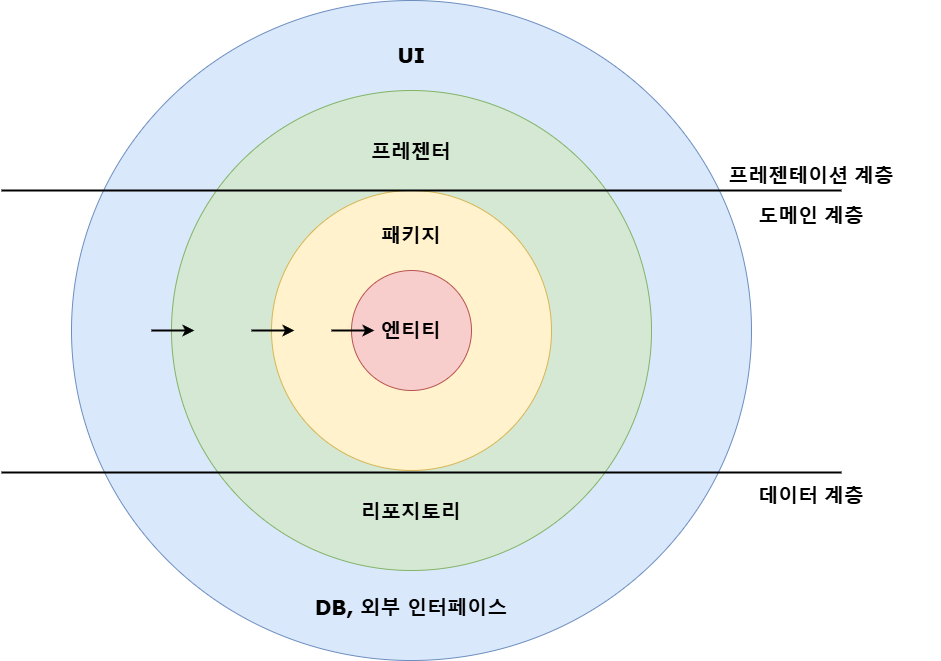 UI
프레젠터
프레젠테이션 계층
도메인 계층
패키지
엔티티
데이터 계층
리포지토리
DB, 외부 인터페이스